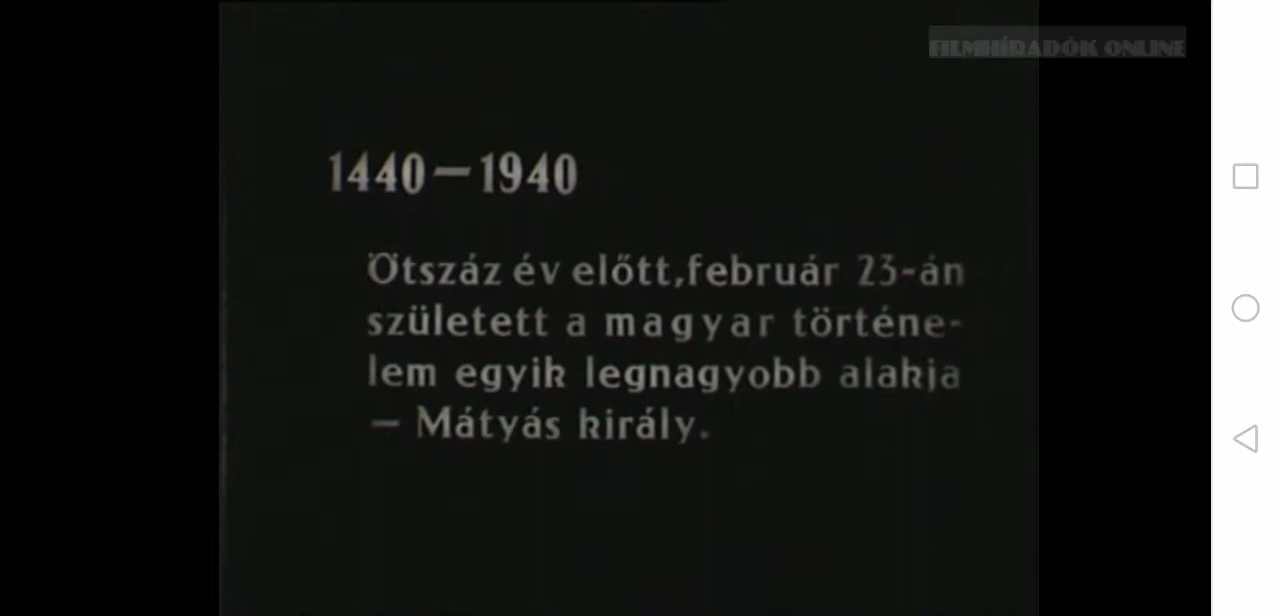 FILMHÍRADÓK ONLINE
1440—1940
Ötszáz év előtt, február 23-án
született a magyar történe-
lem egyik legnagyobb alakja
— Mátyás király.